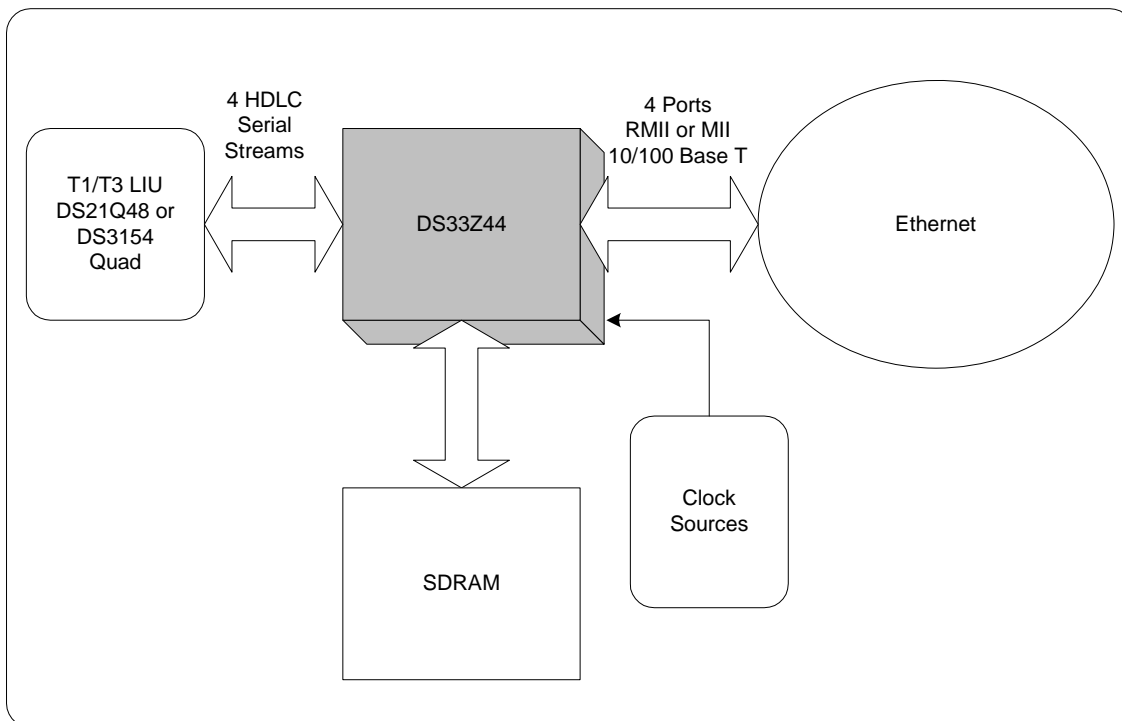 4 HDLC
Serial
Streams
4 Ports
RMII or MII
10/100 Base T
T1/T3 LIU
DS21Q48 or
DS3154
Quad
DS33Z44
Ethernet
Clock
Sources
SDRAM